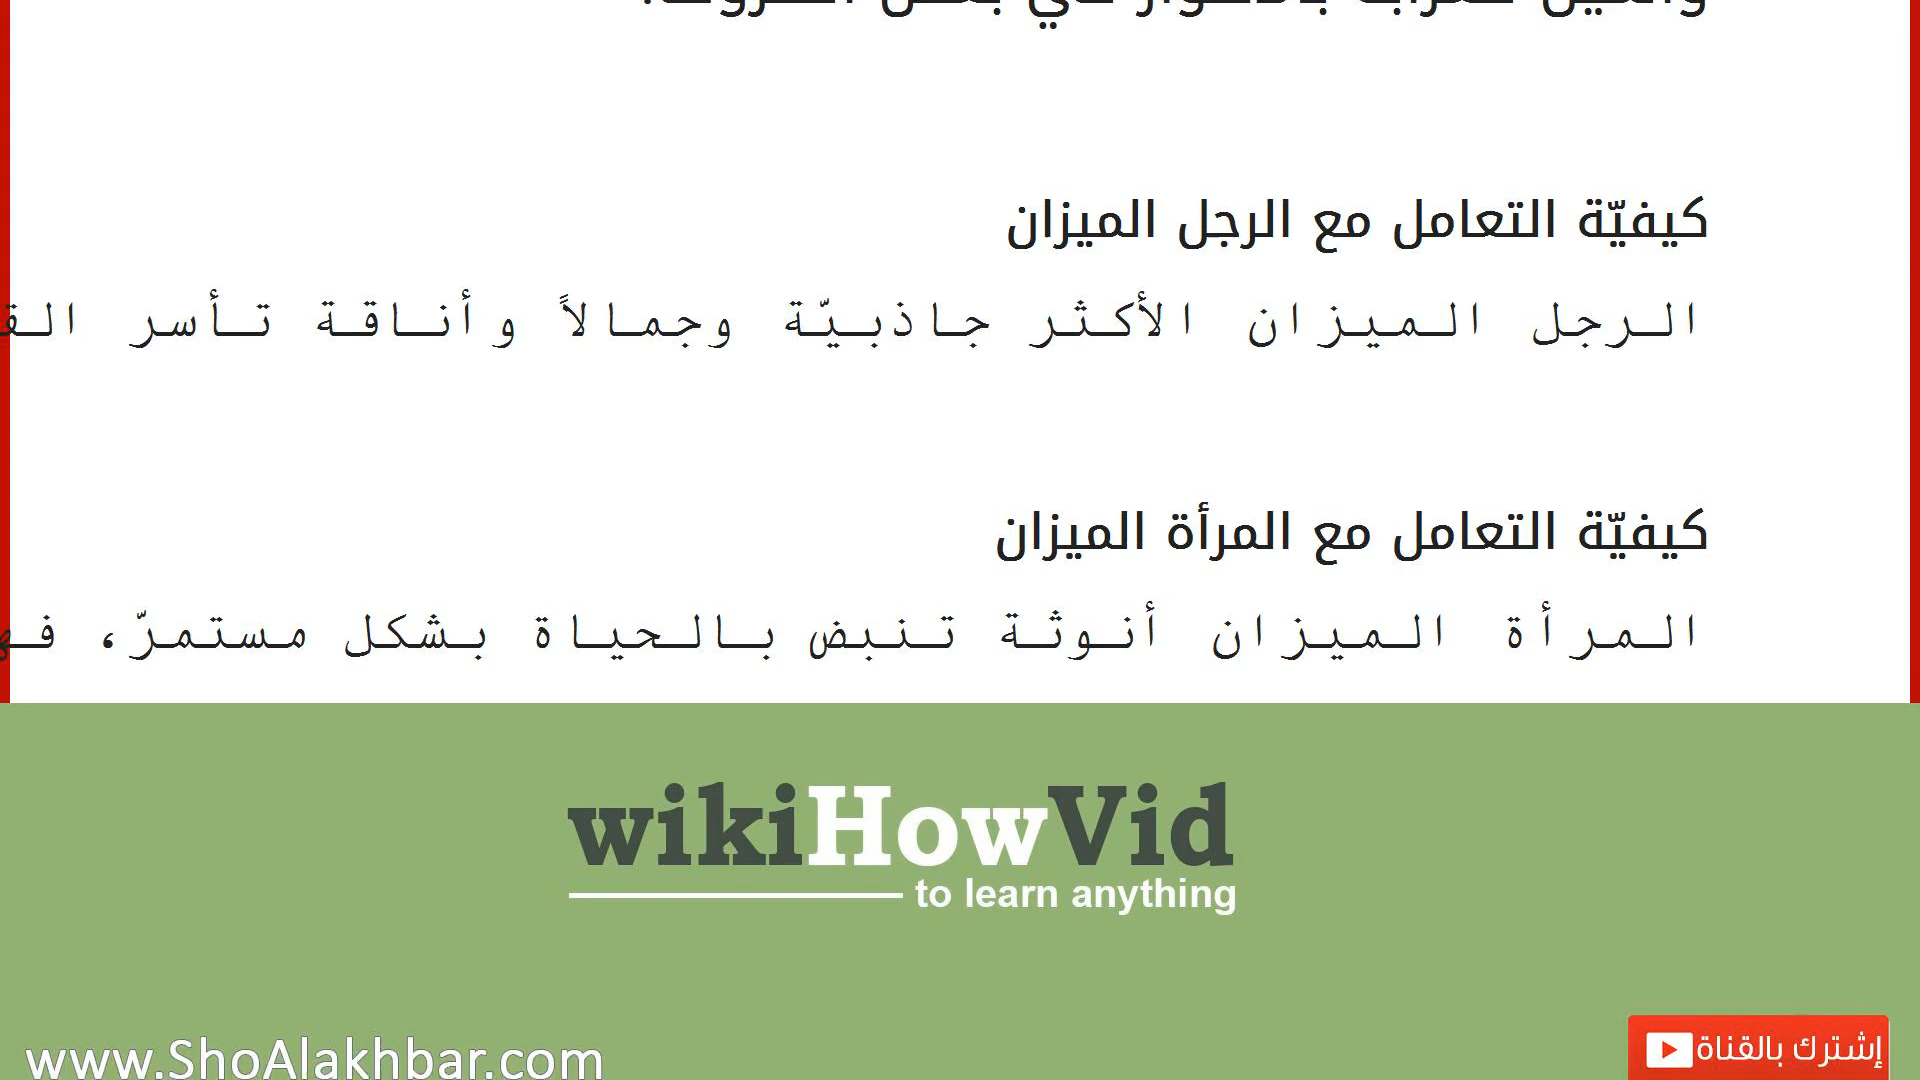 كيفيّة التعامل مع الرجل الميزان
الرجل الميزان الأكثر جاذبيّة وجمالاً وأناقة تأسر
كيفيّة التعامل مع المرأة الميزان
المرأة الميزان أنوثة تنبض بالحياة بشكل مستمرّ،
wikiHowVid
to learn anything
www.ShoAlakhbar.com
إشترك بالقناة